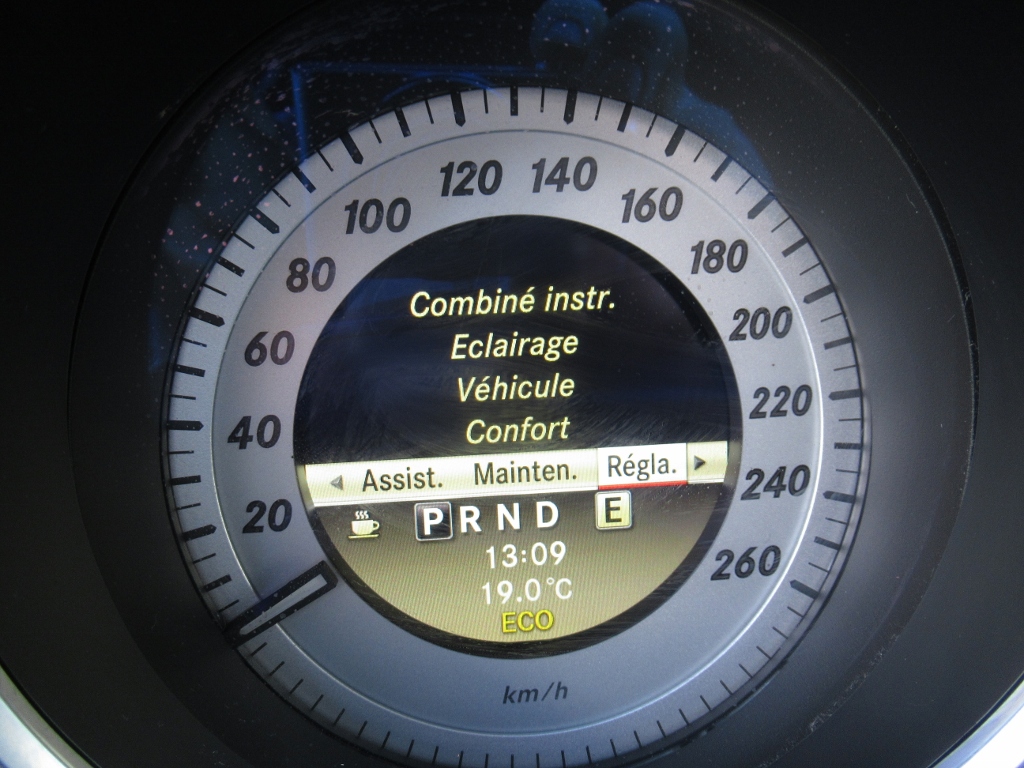 120 140
100 160
80 180
60 200
40 220
20 240
260
Combiné instr.
Eclairage
Véhicule
Confort
Assist. Mainten. Régla.
P R N D E
13:09
19.0°C
ECO
km/h